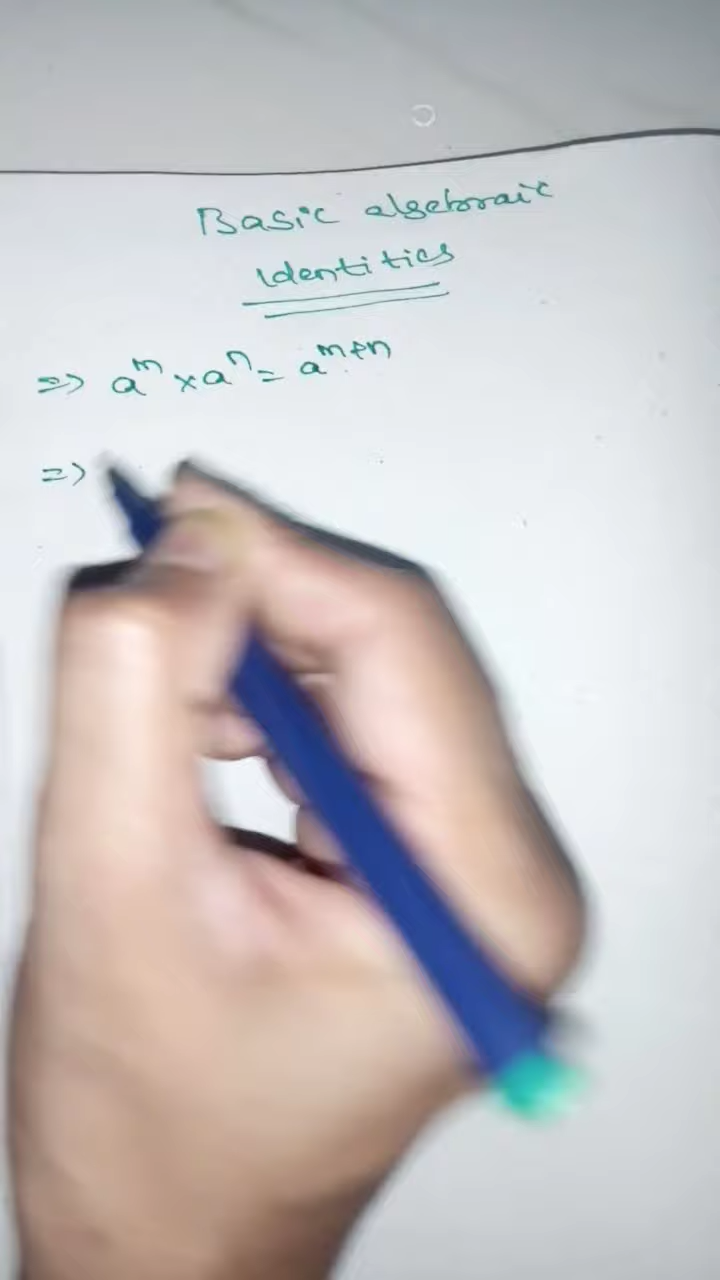 Basic algebraic
Identities
=> a^m × a^n = a^m+n
=>